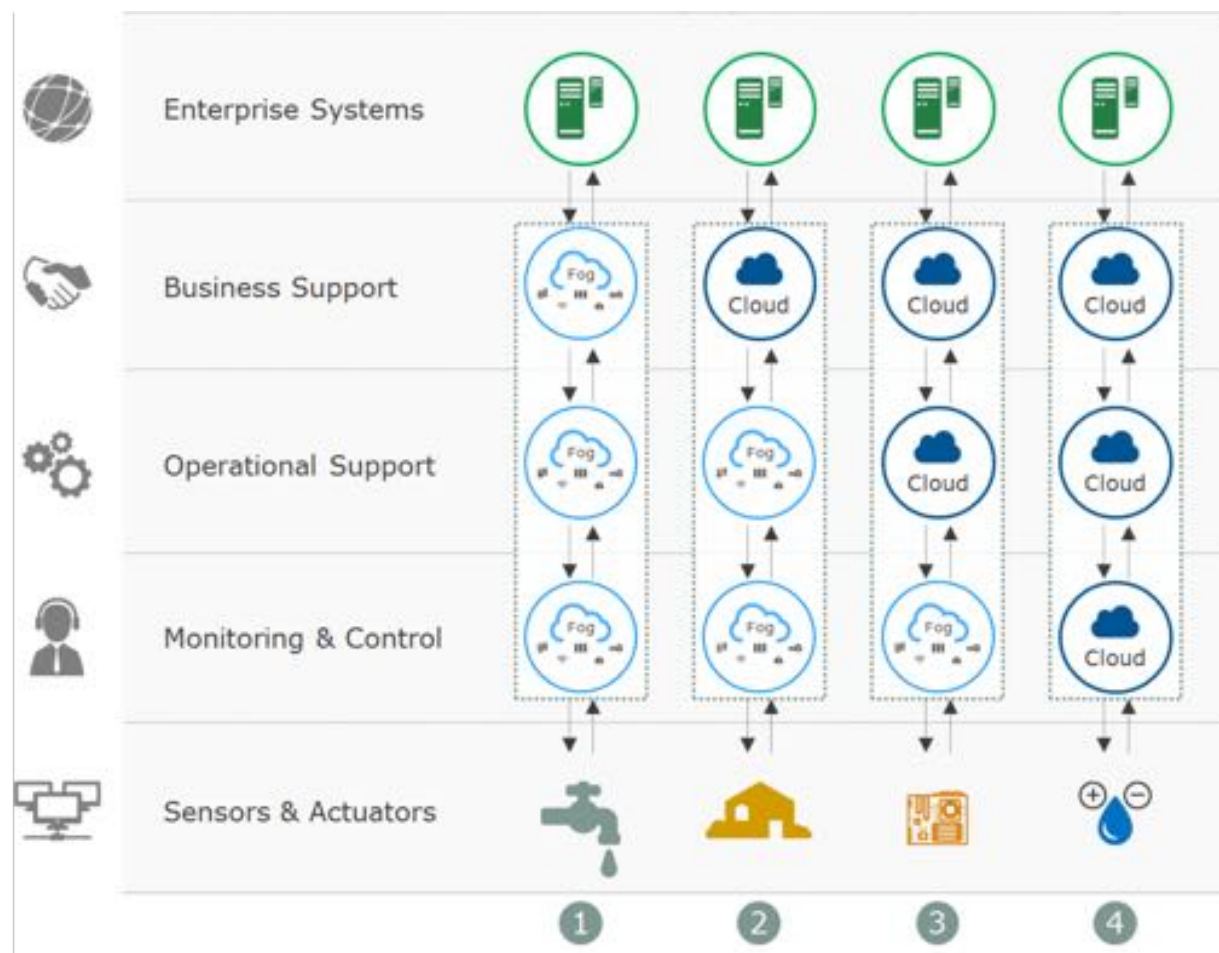 Enterprise Systems
Business Support
Fog
Cloud
Cloud
Cloud
Operational Support
Fog
Fog
Cloud
Cloud
Monitoring & Control
Fog
Fog
Fog
Cloud
Sensors & Actuators
1
2
3
4